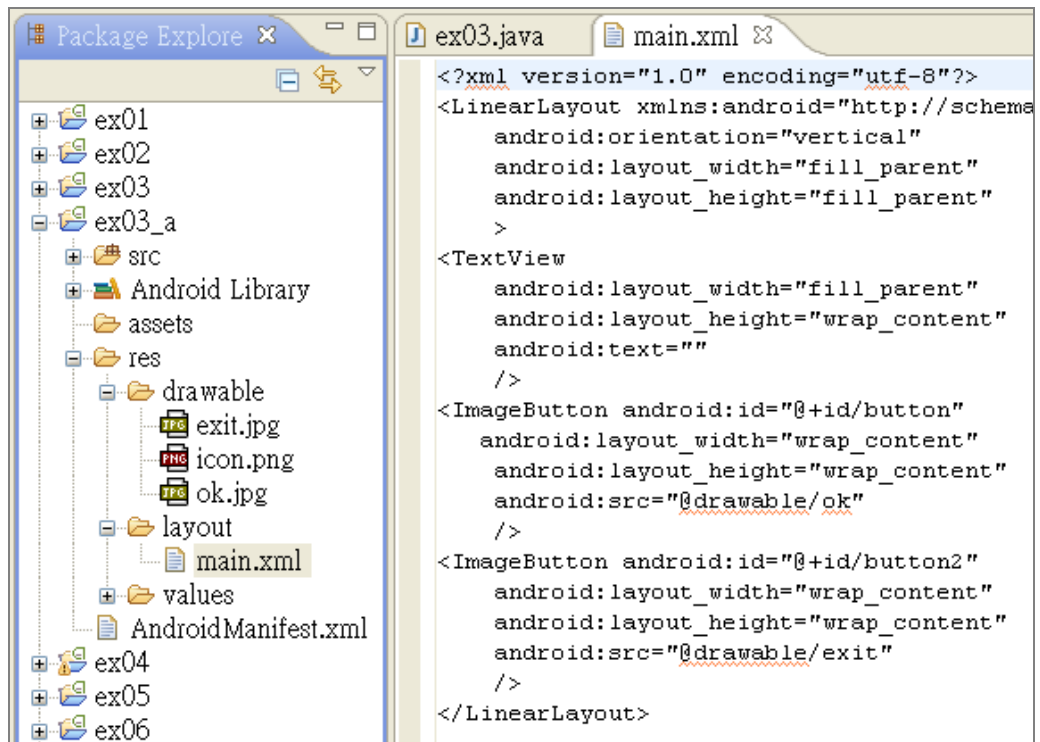 Package Explore
ex01
ex02
ex03
ex03_a
src
Android Library
assets
res
drawable
exit.jpg
icon.png
ok.jpg
layout
main.xml
values
AndroidManifest.xml
ex04
ex05
ex06
ex03.java
main.xml
<?xml version="1.0" encoding="utf-8"?>
<LinearLayout xmlns:android="http://schema
android:orientation="vertical"
android:layout_width="fill_parent"
android:layout_height="fill_parent"
>
<TextView
android:layout_width="fill_parent"
android:layout_height="wrap_content"
android:text=""
/>
<ImageButton android:id="@+id/button"
android:layout_width="wrap_content"
android:layout_height="wrap_content"
android:src="@drawable/ok"
/>
<ImageButton android:id="@+id/button2"
android:layout_width="wrap_content"
android:layout_height="wrap_content"
android:src="@drawable/exit"
/>
</LinearLayout>